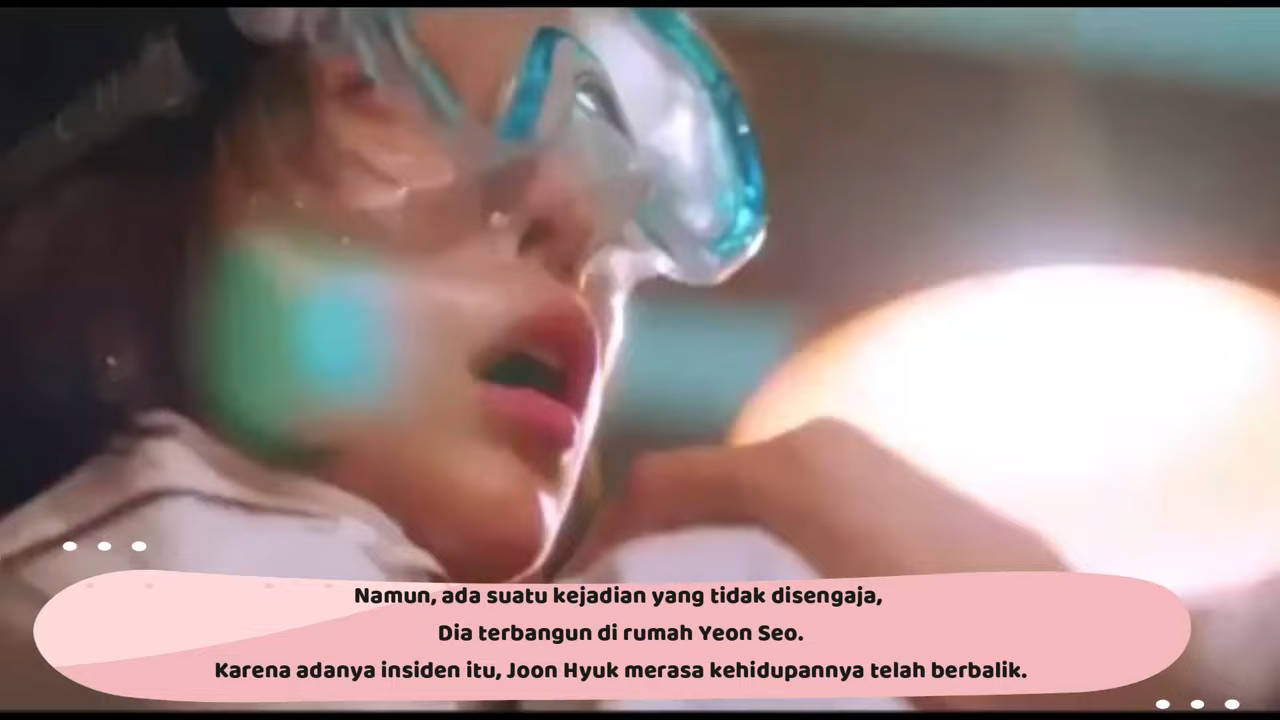 Namun, ada suatu kejadian yang tidak disengaja,
Dia terbangun di rumah Yeon Seo.
Karena adanya insiden itu, Joon Hyuk merasa kehidupannya telah berbalik.